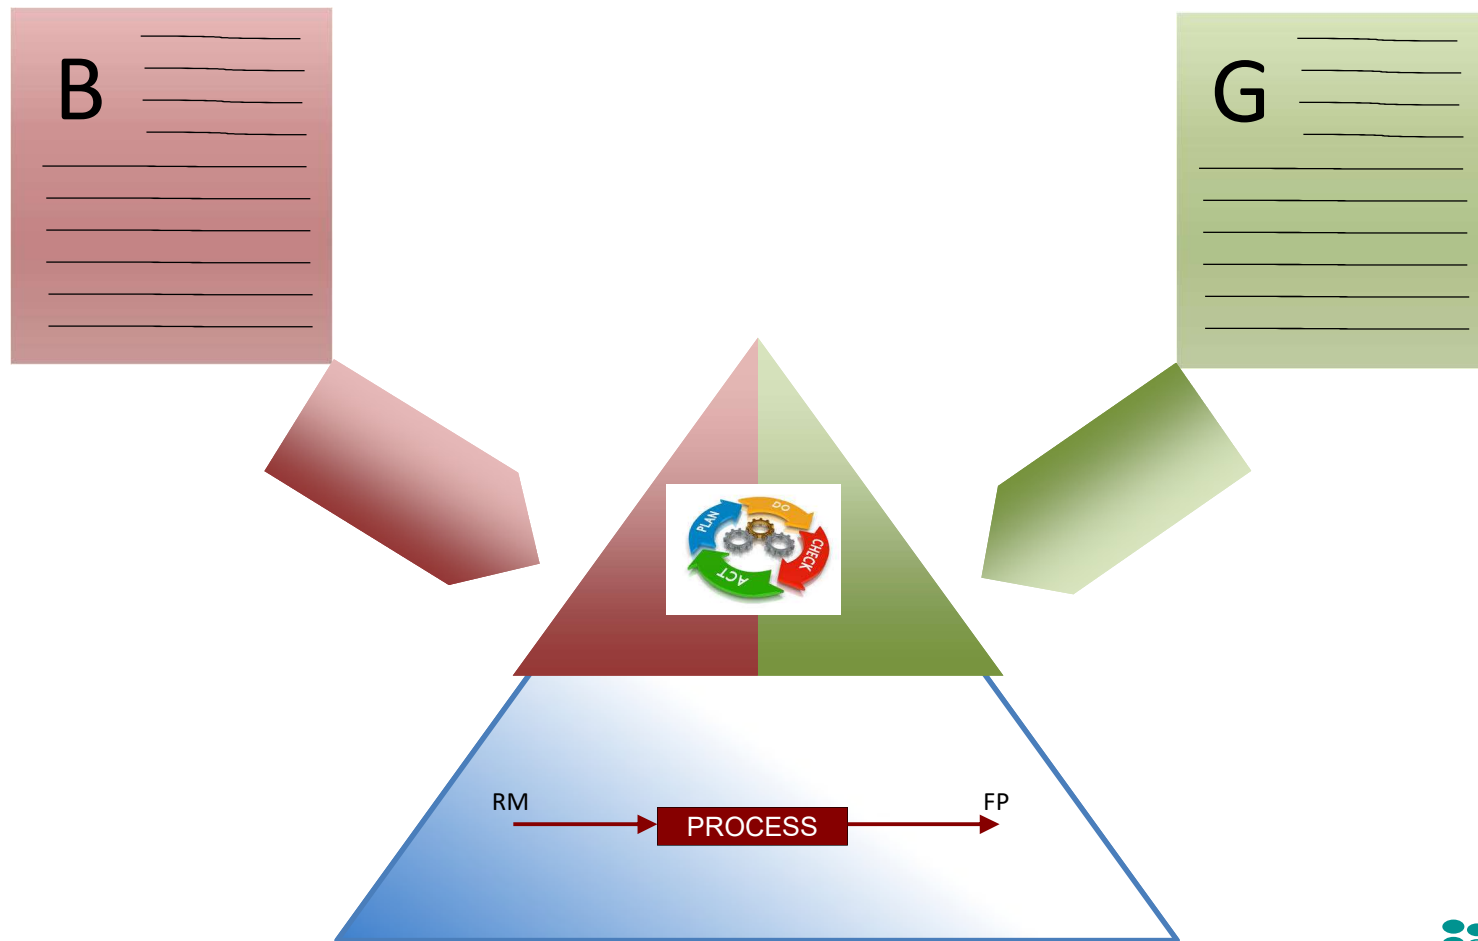 B
G
PLAN
DO
CHECK
ACT
RM
FP
PROCESS